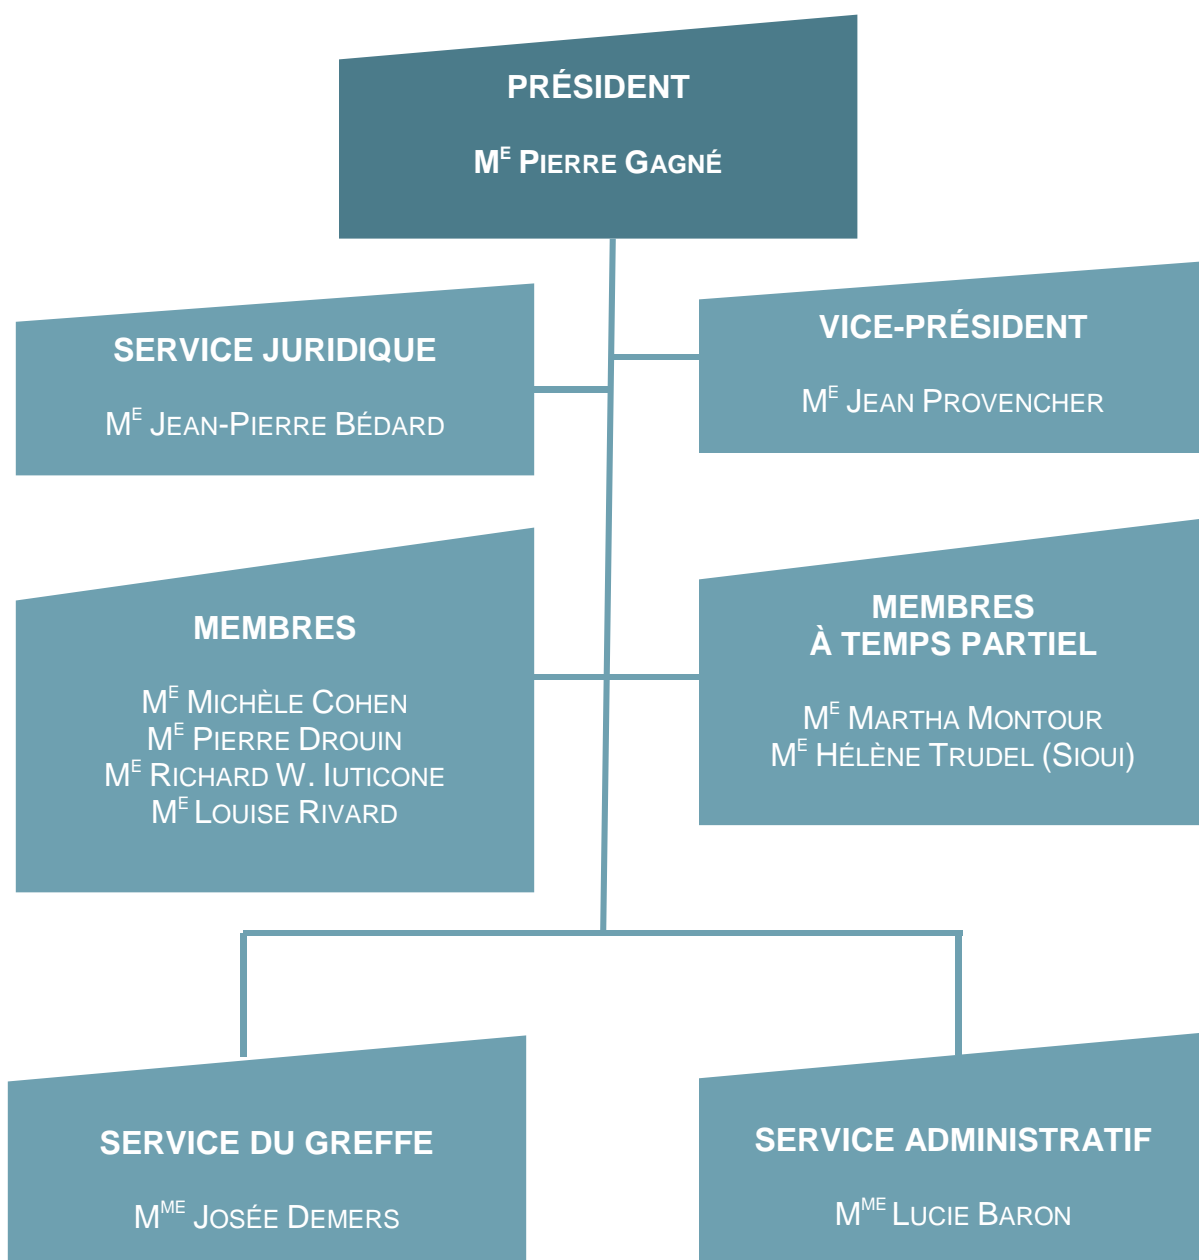 PRÉSIDENT
Mᴱ PIERRE GAGNÉ
SERVICE JURIDIQUE
Mᴱ JEAN-PIERRE BÉDARD
VICE-PRÉSIDENT
Mᴱ JEAN PROVENCHER
MEMBRES
Mᴱ MICHÈLE COHEN
Mᴱ PIERRE DROUIN
Mᴱ RICHARD W. IUTICONE
Mᴱ LOUISE RIVARD
MEMBRES
À TEMPS PARTIEL
Mᴱ MARTHA MONTOUR
Mᴱ HÉLÈNE TRUDEL (SIOUI)
SERVICE DU GREFFE
Mᴹᴱ JOSÉE DEMERS
SERVICE ADMINISTRATIF
Mᴹᴱ LUCIE BARON